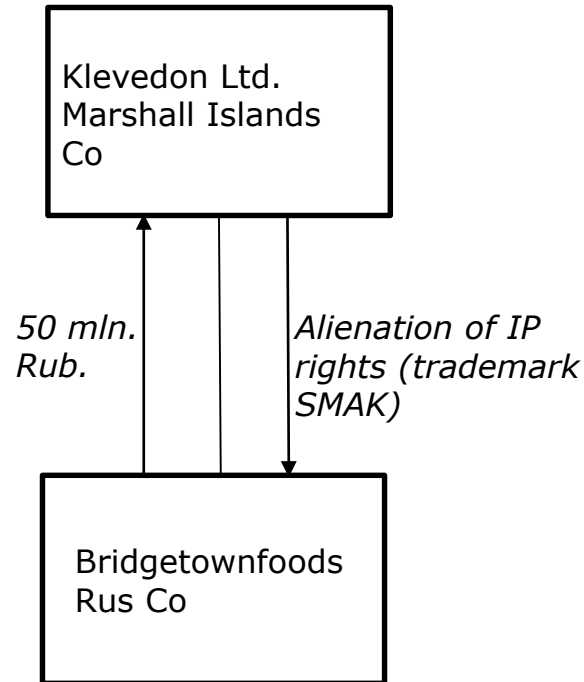 Klevedon Ltd.
Marshall Islands
Co
50 mln.
Rub.
Alienation of IP
rights (trademark
SMAK)
Bridgetownfoods
Rus Co